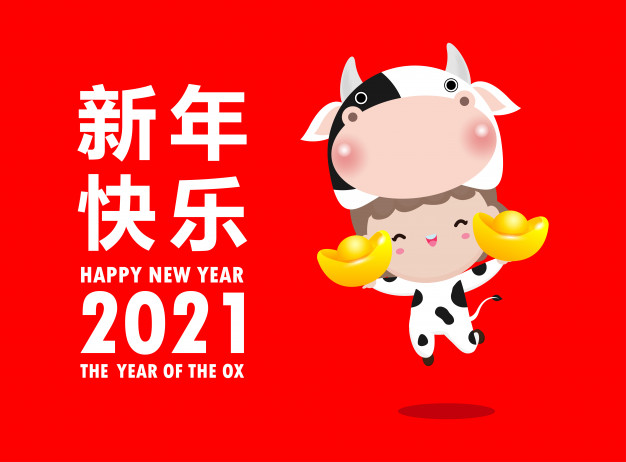 新年
快乐
HAPPY NEW YEAR
2021
THE YEAR OF THE OX